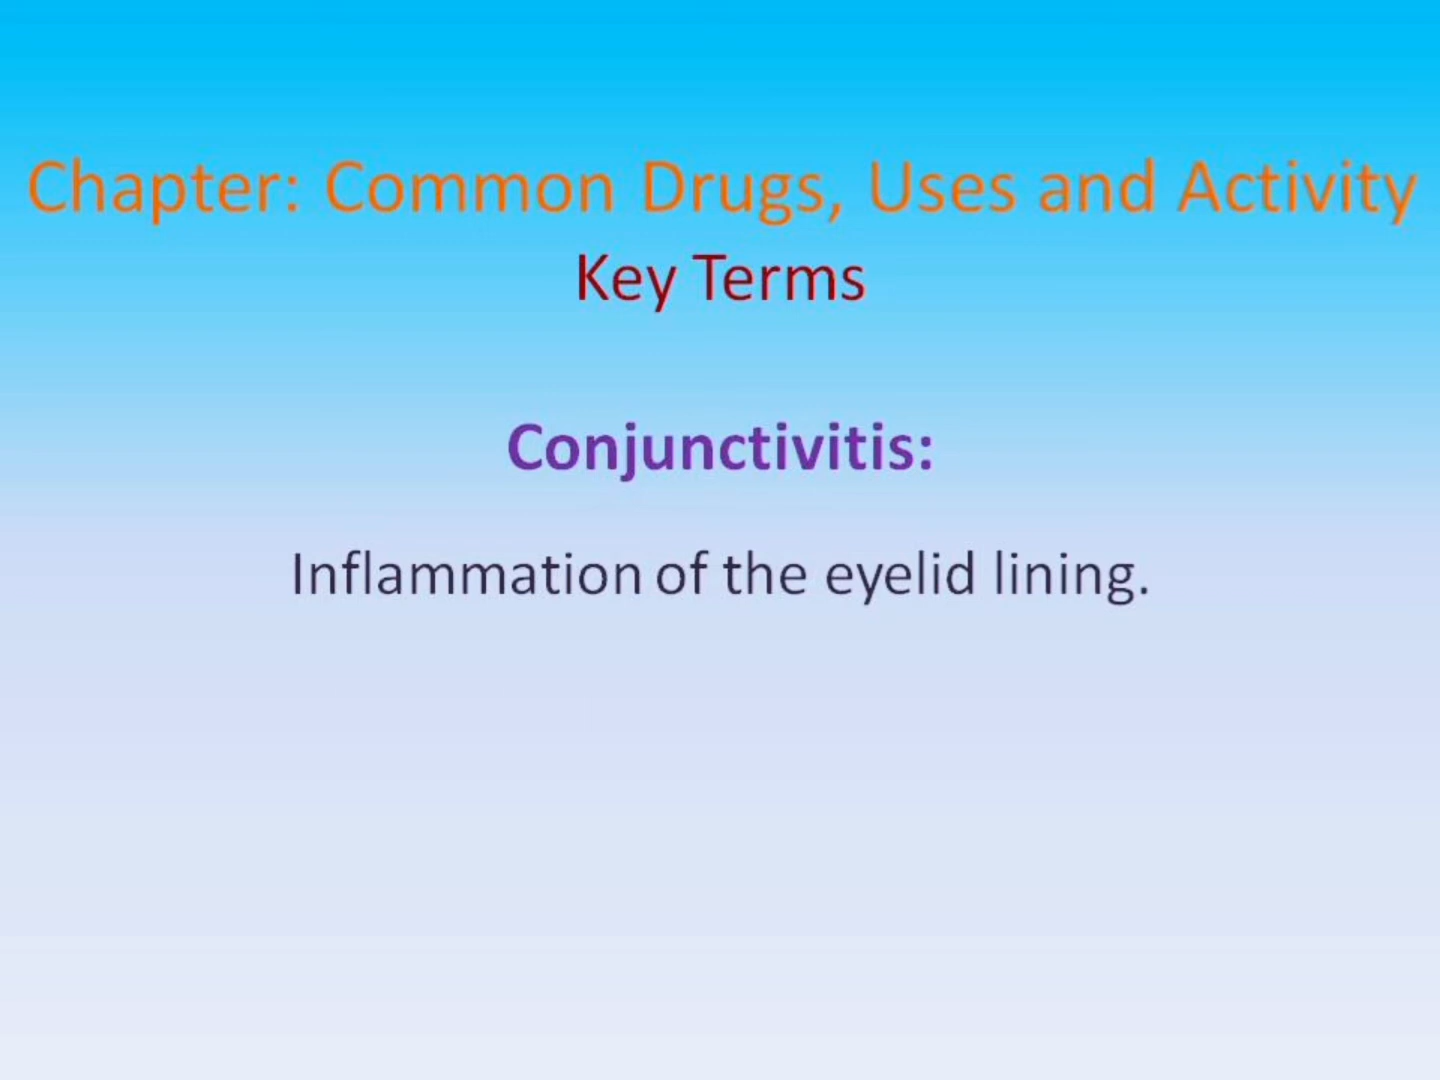 Chapter: Common Drugs, Uses and Activity
Key Terms
Conjunctivitis:
Inflammation of the eyelid lining.